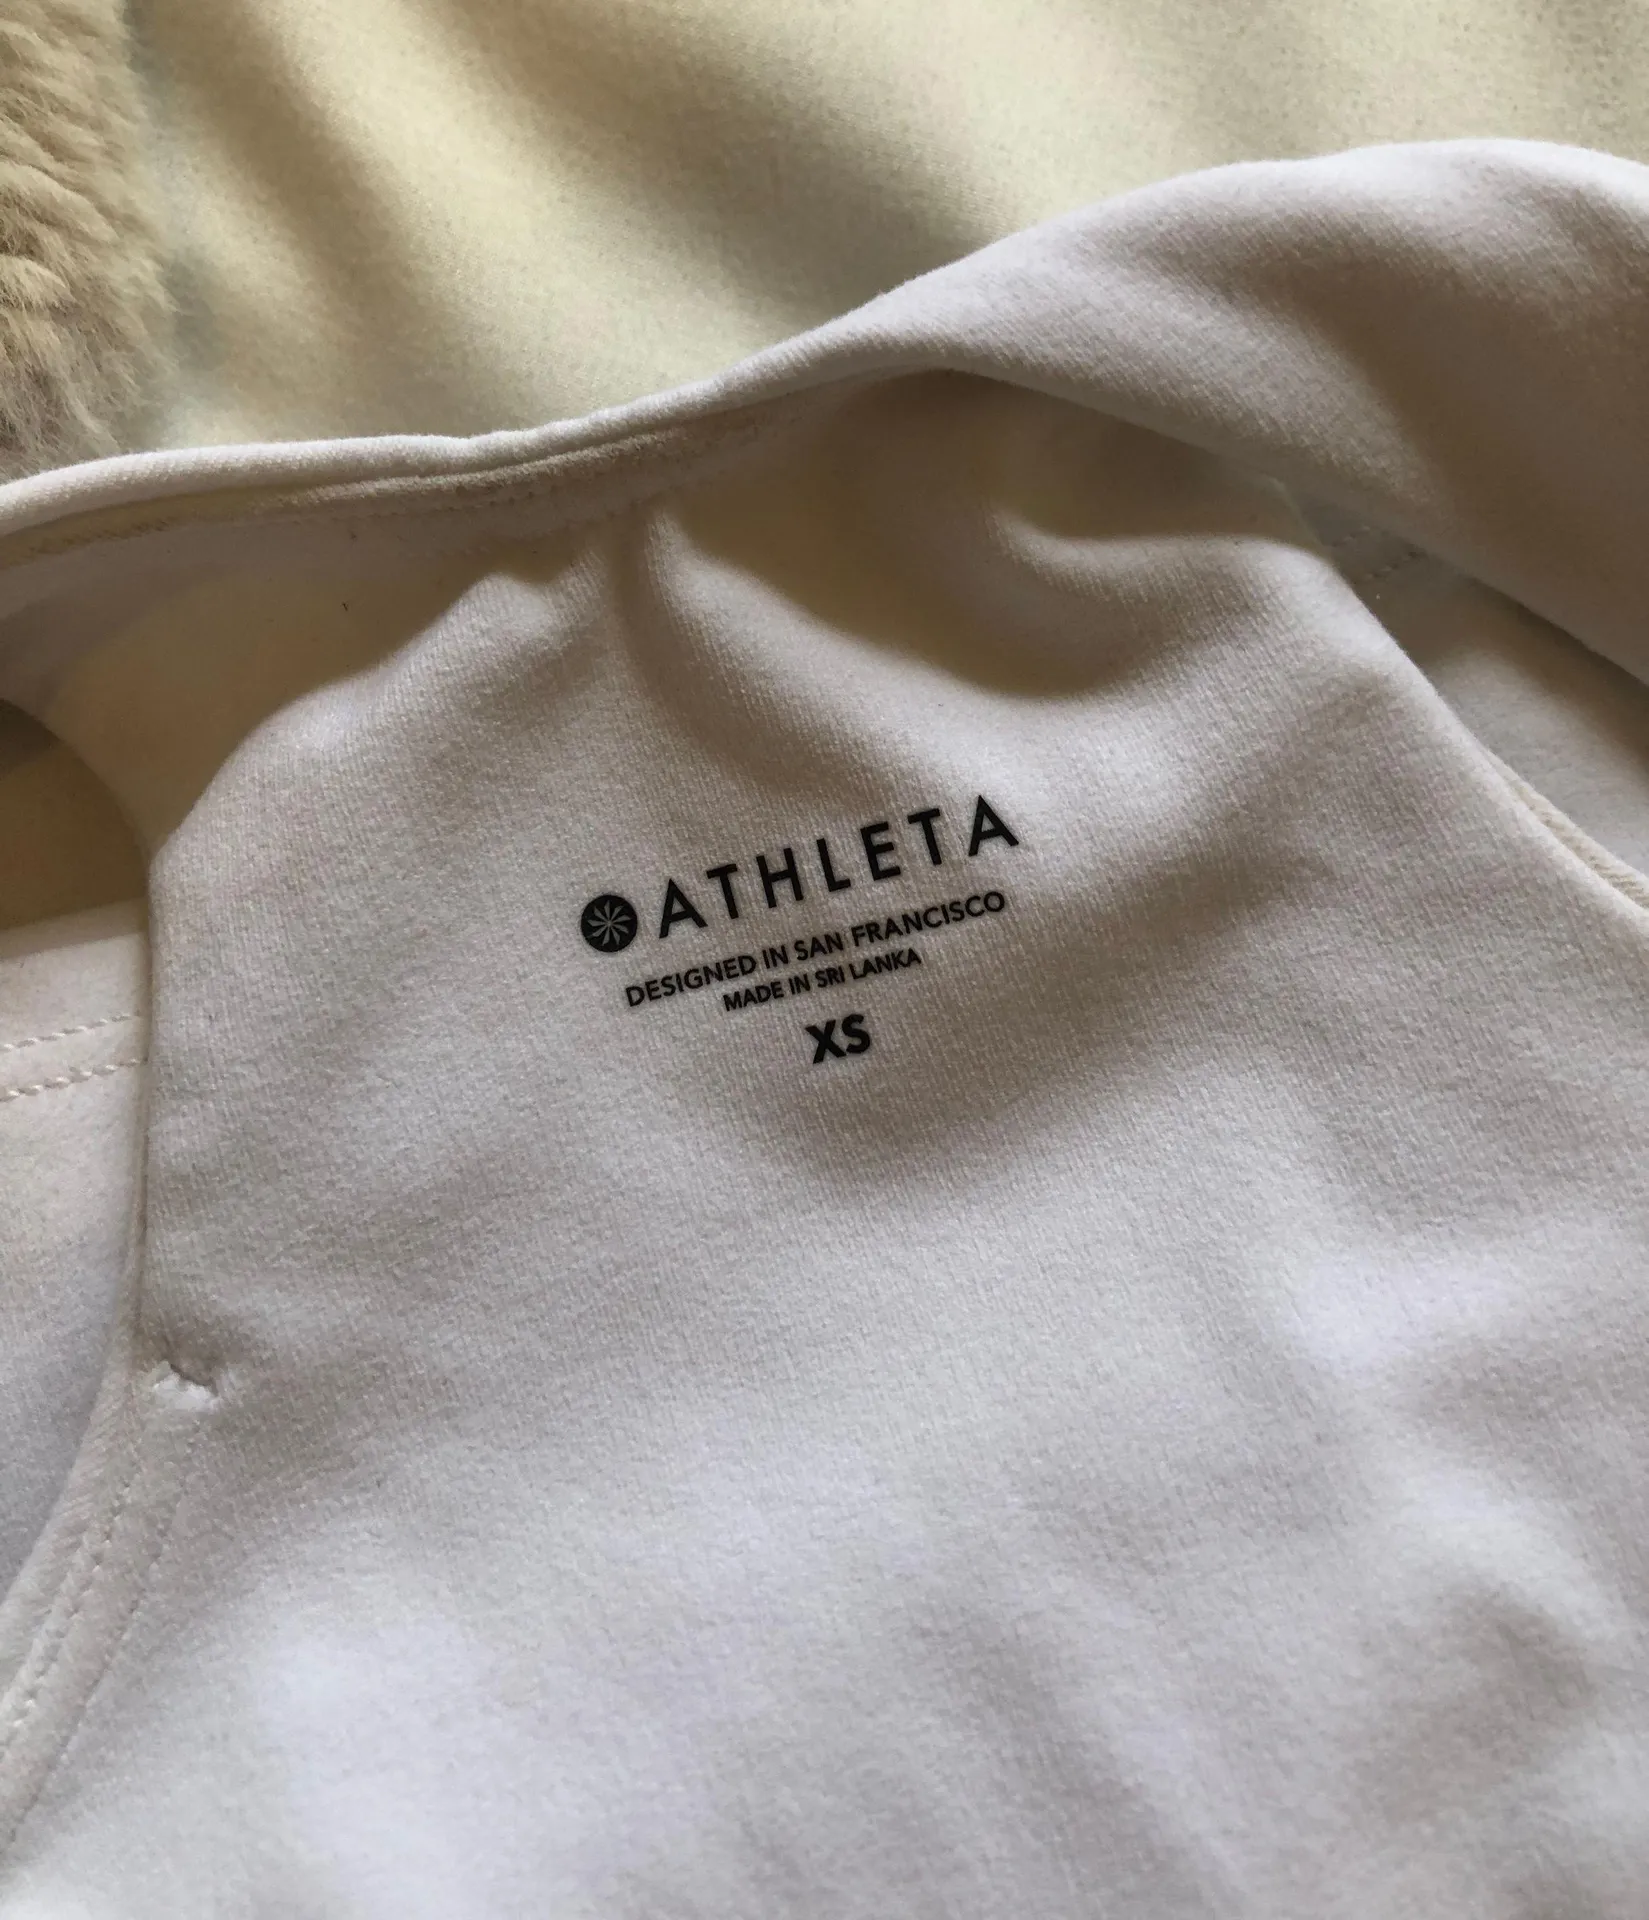 ATHLETA
DESIGNED IN SAN FRANCISCO
MADE IN SRI LANKA
XS